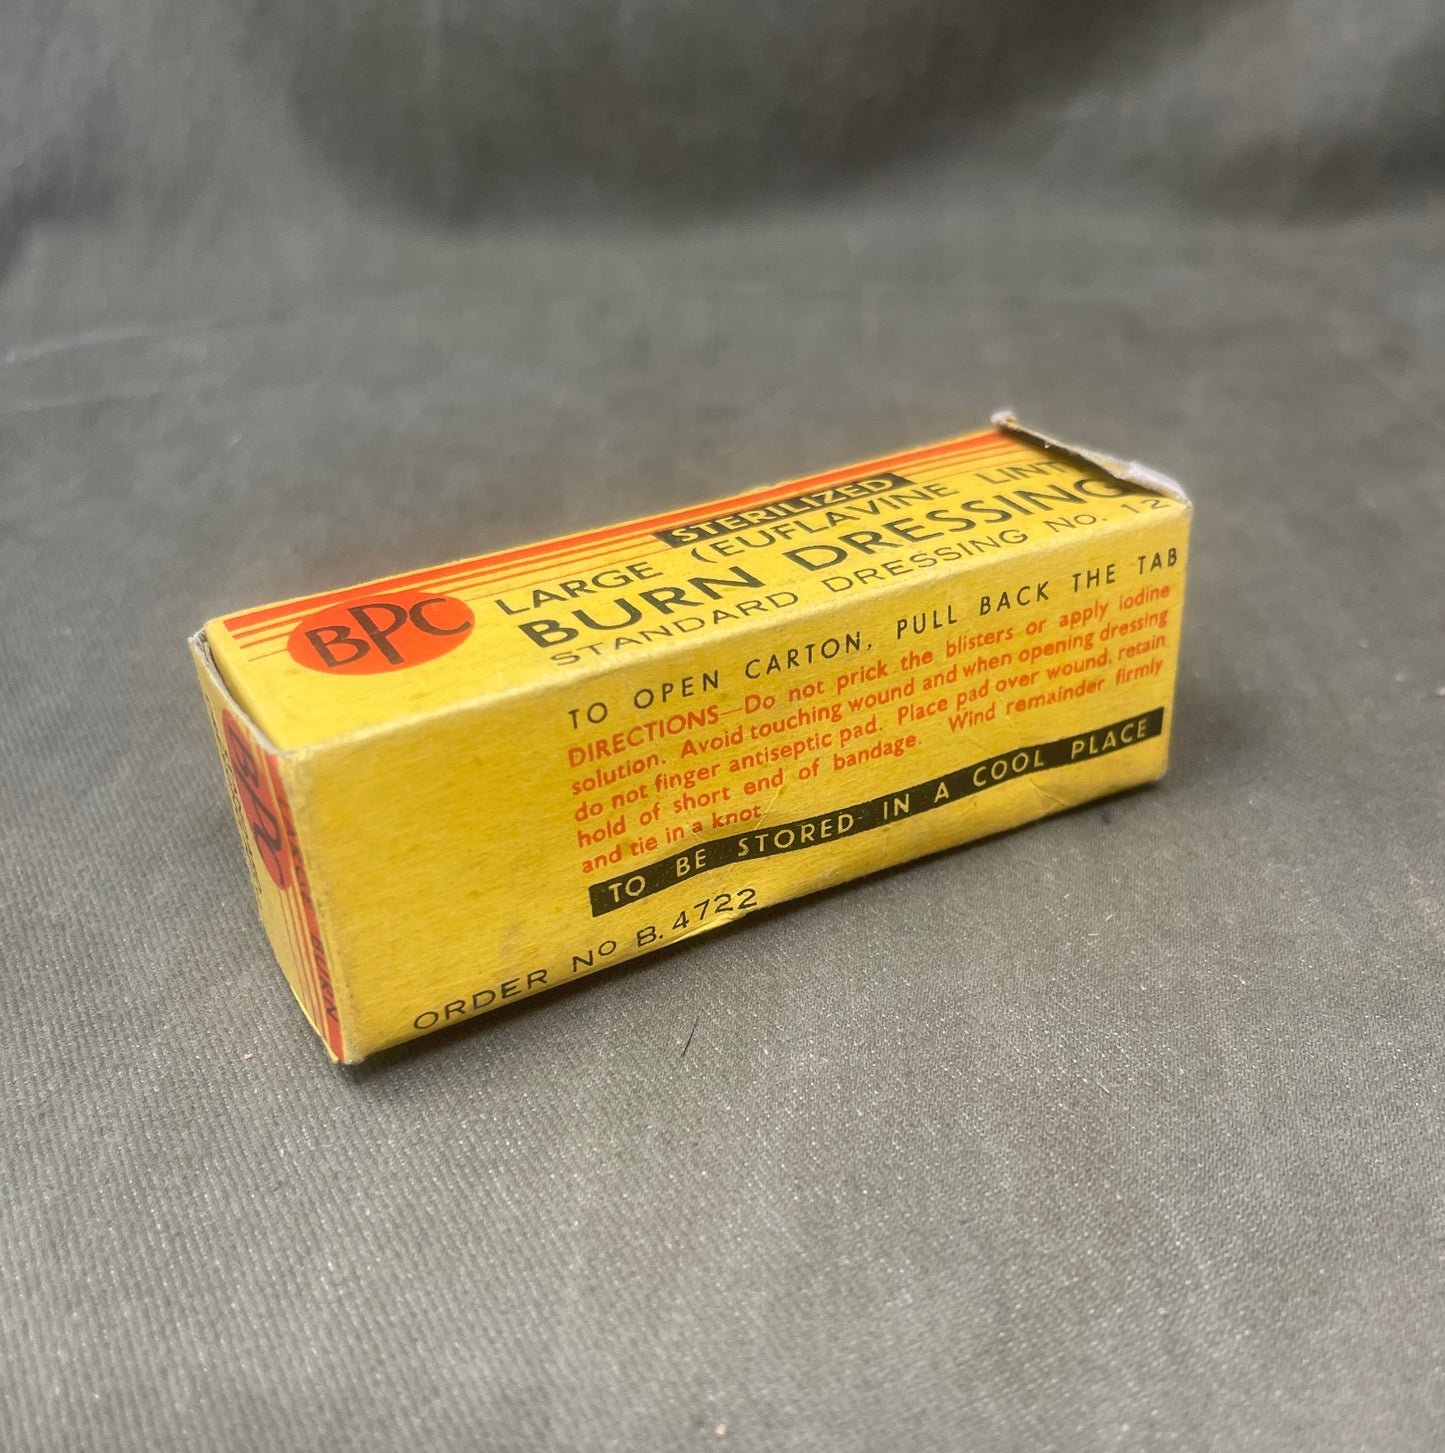 BPC
STERILIZED
LARGE (EUFLAVINE LINT
BURN DRESSING
STANDARD DRESSING No. 12
TO OPEN CARTON, PULL BACK THE TAB
DIRECTIONS—Do not prick the blisters or apply iodine
solution. Avoid touching wound and when opening dressing
do not finger antiseptic pad. Place pad over wound, retain
hold of short end of bandage. Wind remainder firmly
and tie in a knot
TO BE STORED IN A COOL PLACE
ORDER No B. 4722
BPC
LARGE BURN